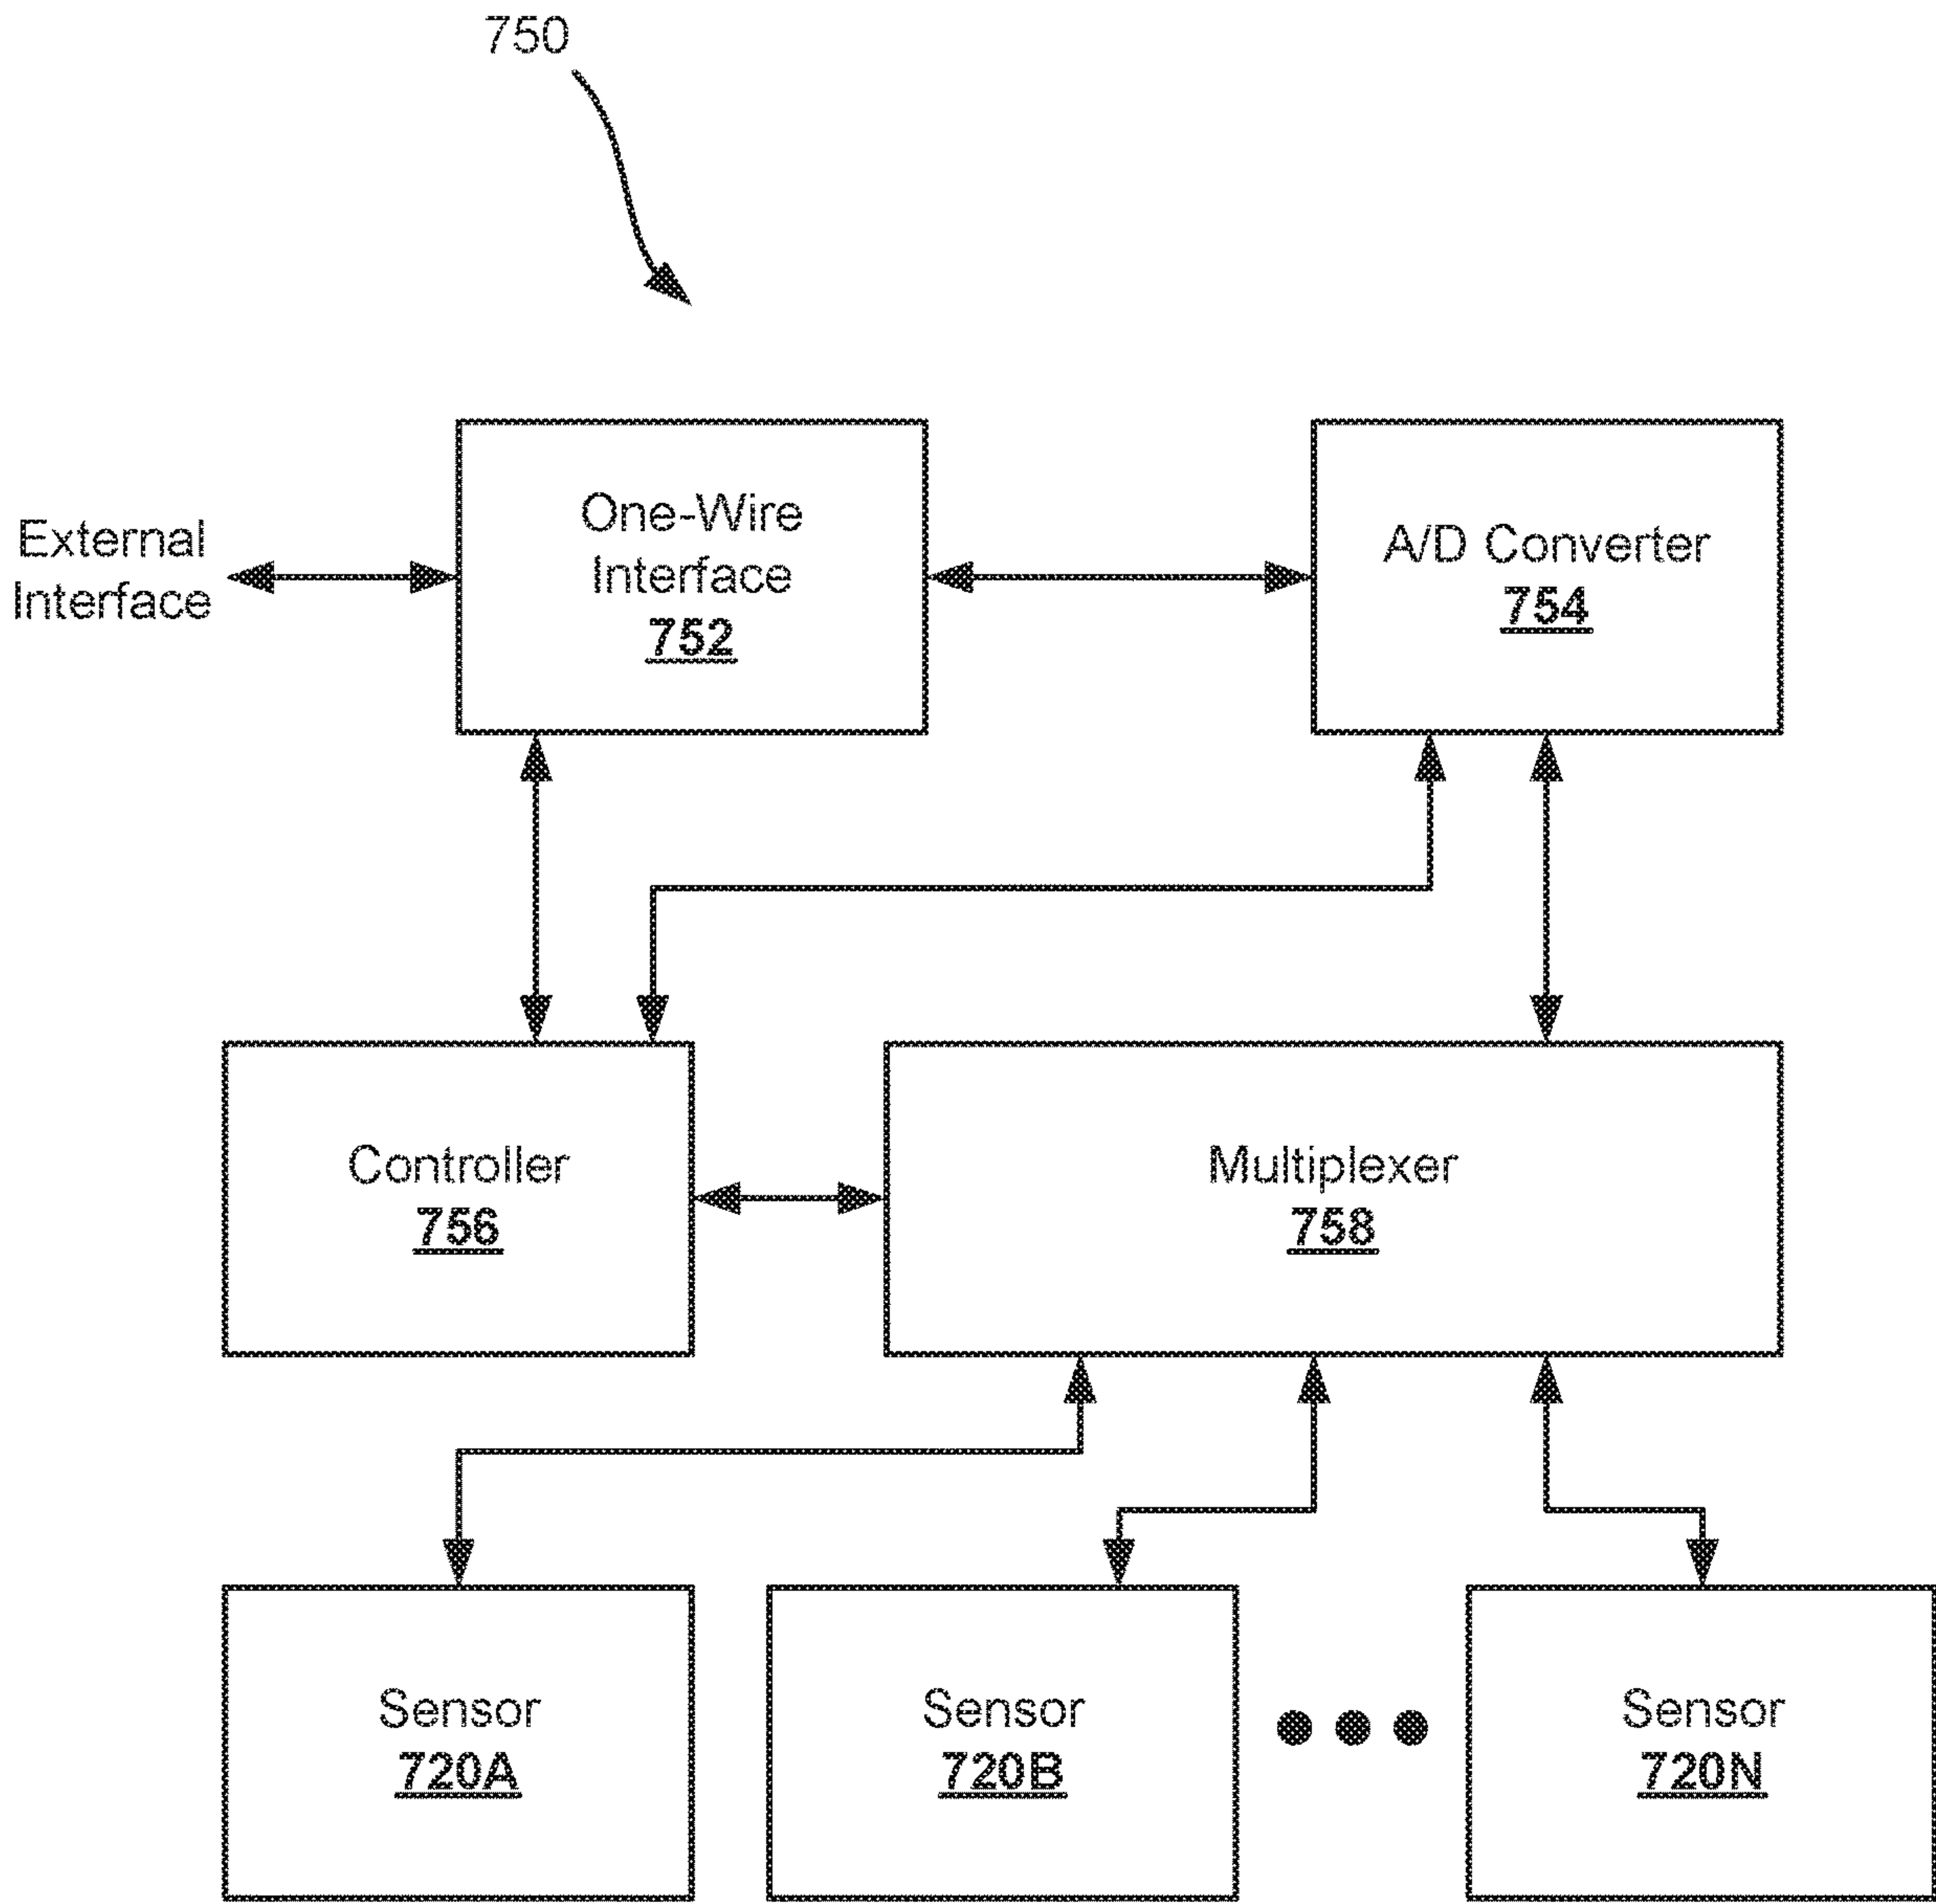 750
External
Interface
One-Wire
Interface
752
A/D Converter
754
Controller
756
Multiplexer
758
Sensor
720A
Sensor
720B
Sensor
720N